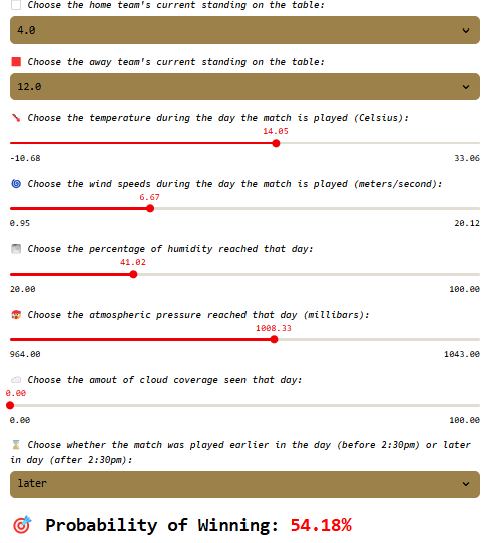 Choose the home team's current standing on the table:
4.0
Choose the away team's current standing on the table:
12.0
Choose the temperature during the day the match is played (Celsius):
14.05
-10.68 33.06
Choose the wind speeds during the day the match is played (meters/second):
6.67
0.95 20.12
Choose the percentage of humidity reached that day:
41.02
20.00 100.00
Choose the atmospheric pressure reached that day (millibars):
1008.33
964.00 1043.00
Choose the amout of cloud coverage seen that day:
0.00
0.00 100.00
Choose whether the match was played earlier in the day (before 2:30pm) or later
in day (after 2:30pm):
later
Probability of Winning: 54.18%